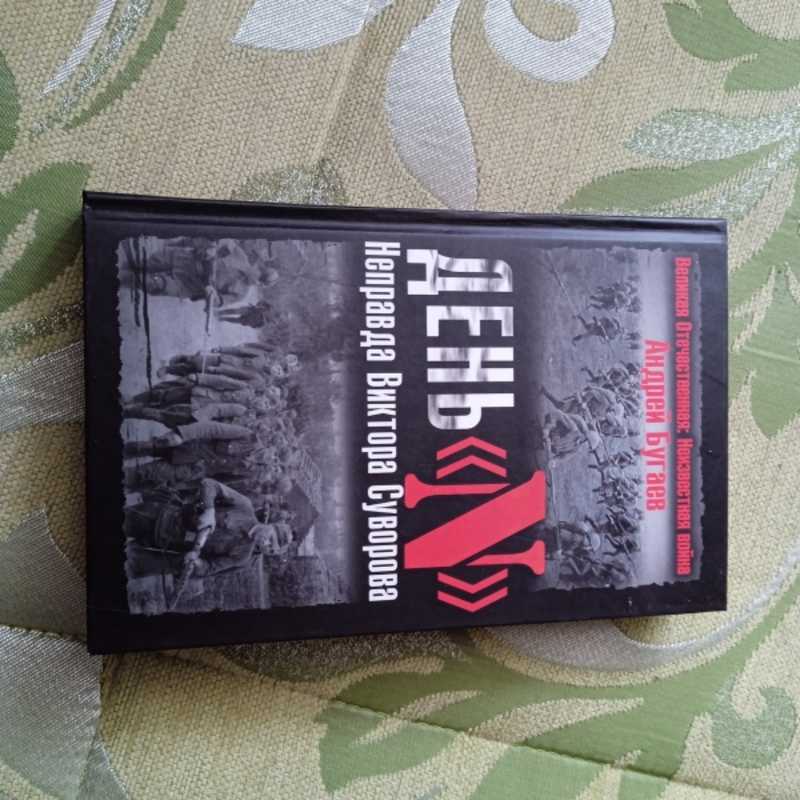 Великая Отечественная: Неизвестная война
Андрей Бугаев
ДЕНЬ «N»
Неправда Виктора Суворова